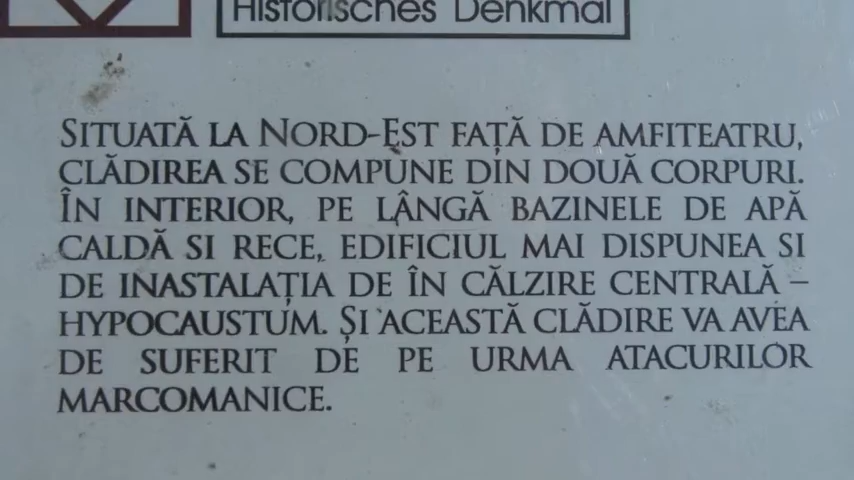 Historisches Denkmal
SITUATĂ LA NORD-EST FAȚĂ DE AMFITEATRU,
CLĂDIREA SE COMPUNE DIN DOUĂ CORPURI.
ÎN INTERIOR, PE LÂNGĂ BAZINELE DE APĂ
CALDĂ SI RECE, EDIFICIUL MAI DISPUNEA SI
DE INASTALAȚIA DE ÎN CĂLZIRE CENTRALĂ –
HYPOCAUSTUM. ȘI ACEASTĂ CLĂDIRE VA AVEA
DE SUFERIT DE PE URMA ATACURILOR
MARCOMANICE.